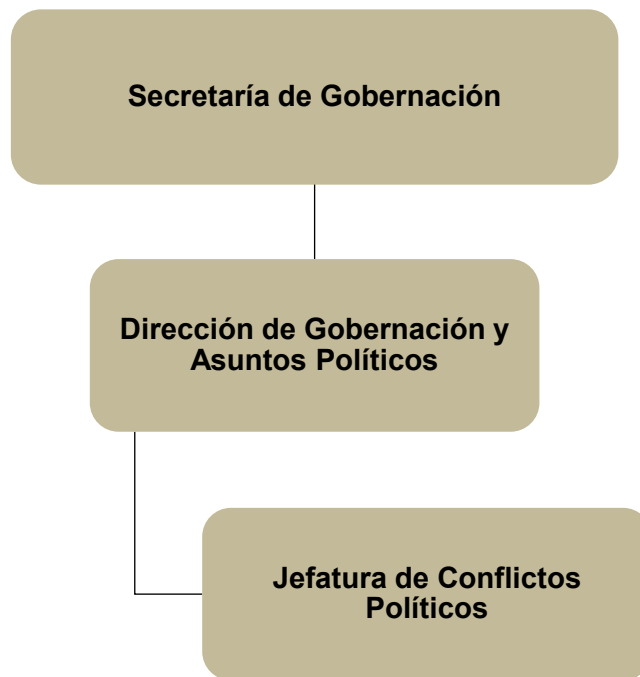 Secretaría de Gobernación
Dirección de Gobernación y
Asuntos Políticos
Jefatura de Conflictos
Políticos